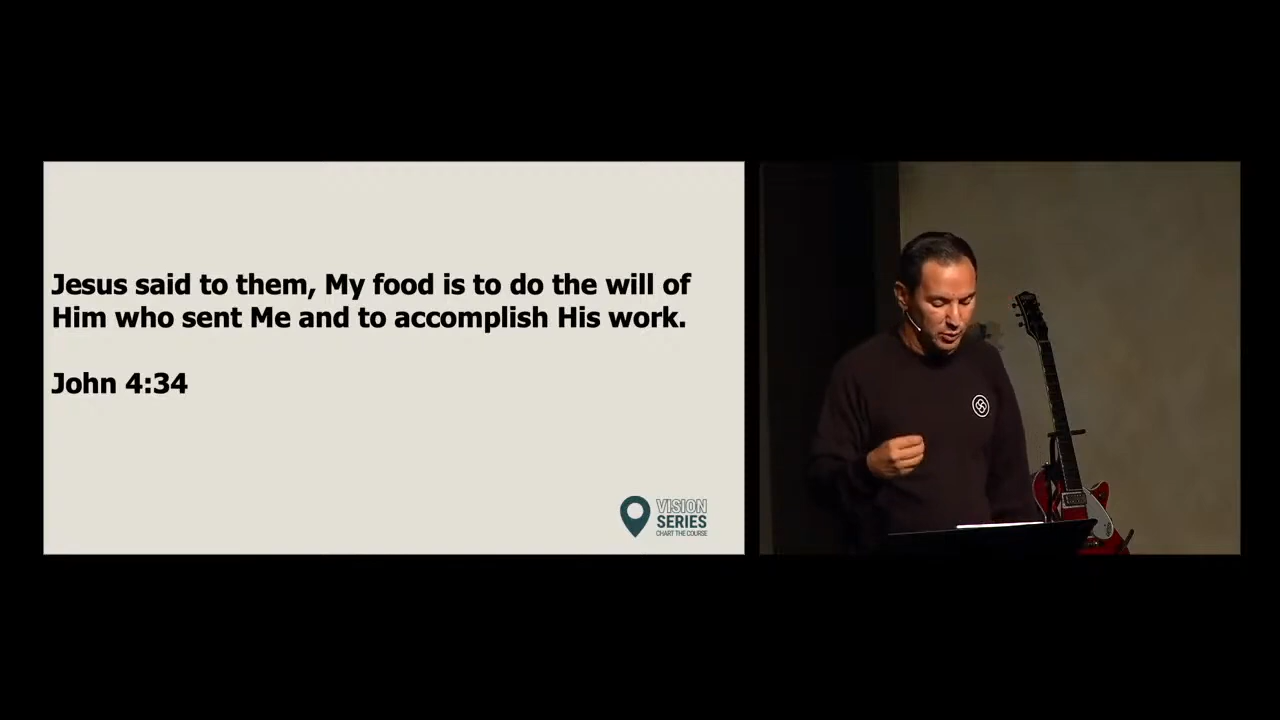 Jesus said to them, My food is to do the will of
Him who sent Me and to accomplish His work.
John 4:34
VISION
SERIES
CHART THE COURSE